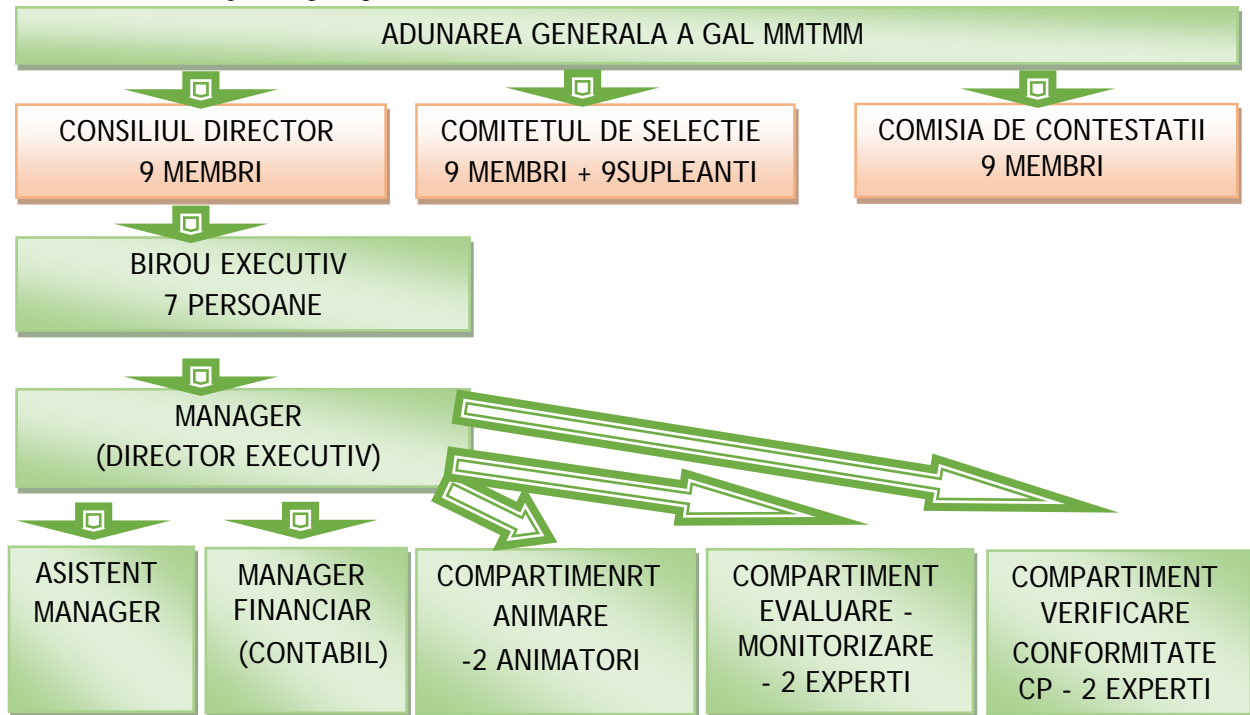 ADUNAREA GENERALA A GAL MMTMM
CONSILIUL DIRECTOR
9 MEMBRI
COMITETUL DE SELECTIE
9 MEMBRI + 9SUPLEANTI
COMISIA DE CONTESTATII
9 MEMBRI
BIROU EXECUTIV
7 PERSOANE
MANAGER
(DIRECTOR EXECUTIV)
ASISTENT
MANAGER
MANAGER
FINANCIAR
(CONTABIL)
COMPARTIMENRT
ANIMARE
-2 ANIMATORI
COMPARTIMENT
EVALUARE -
MONITORIZARE
- 2 EXPERTI
COMPARTIMENT
VERIFICARE
CONFORMITATE
CP - 2 EXPERTI